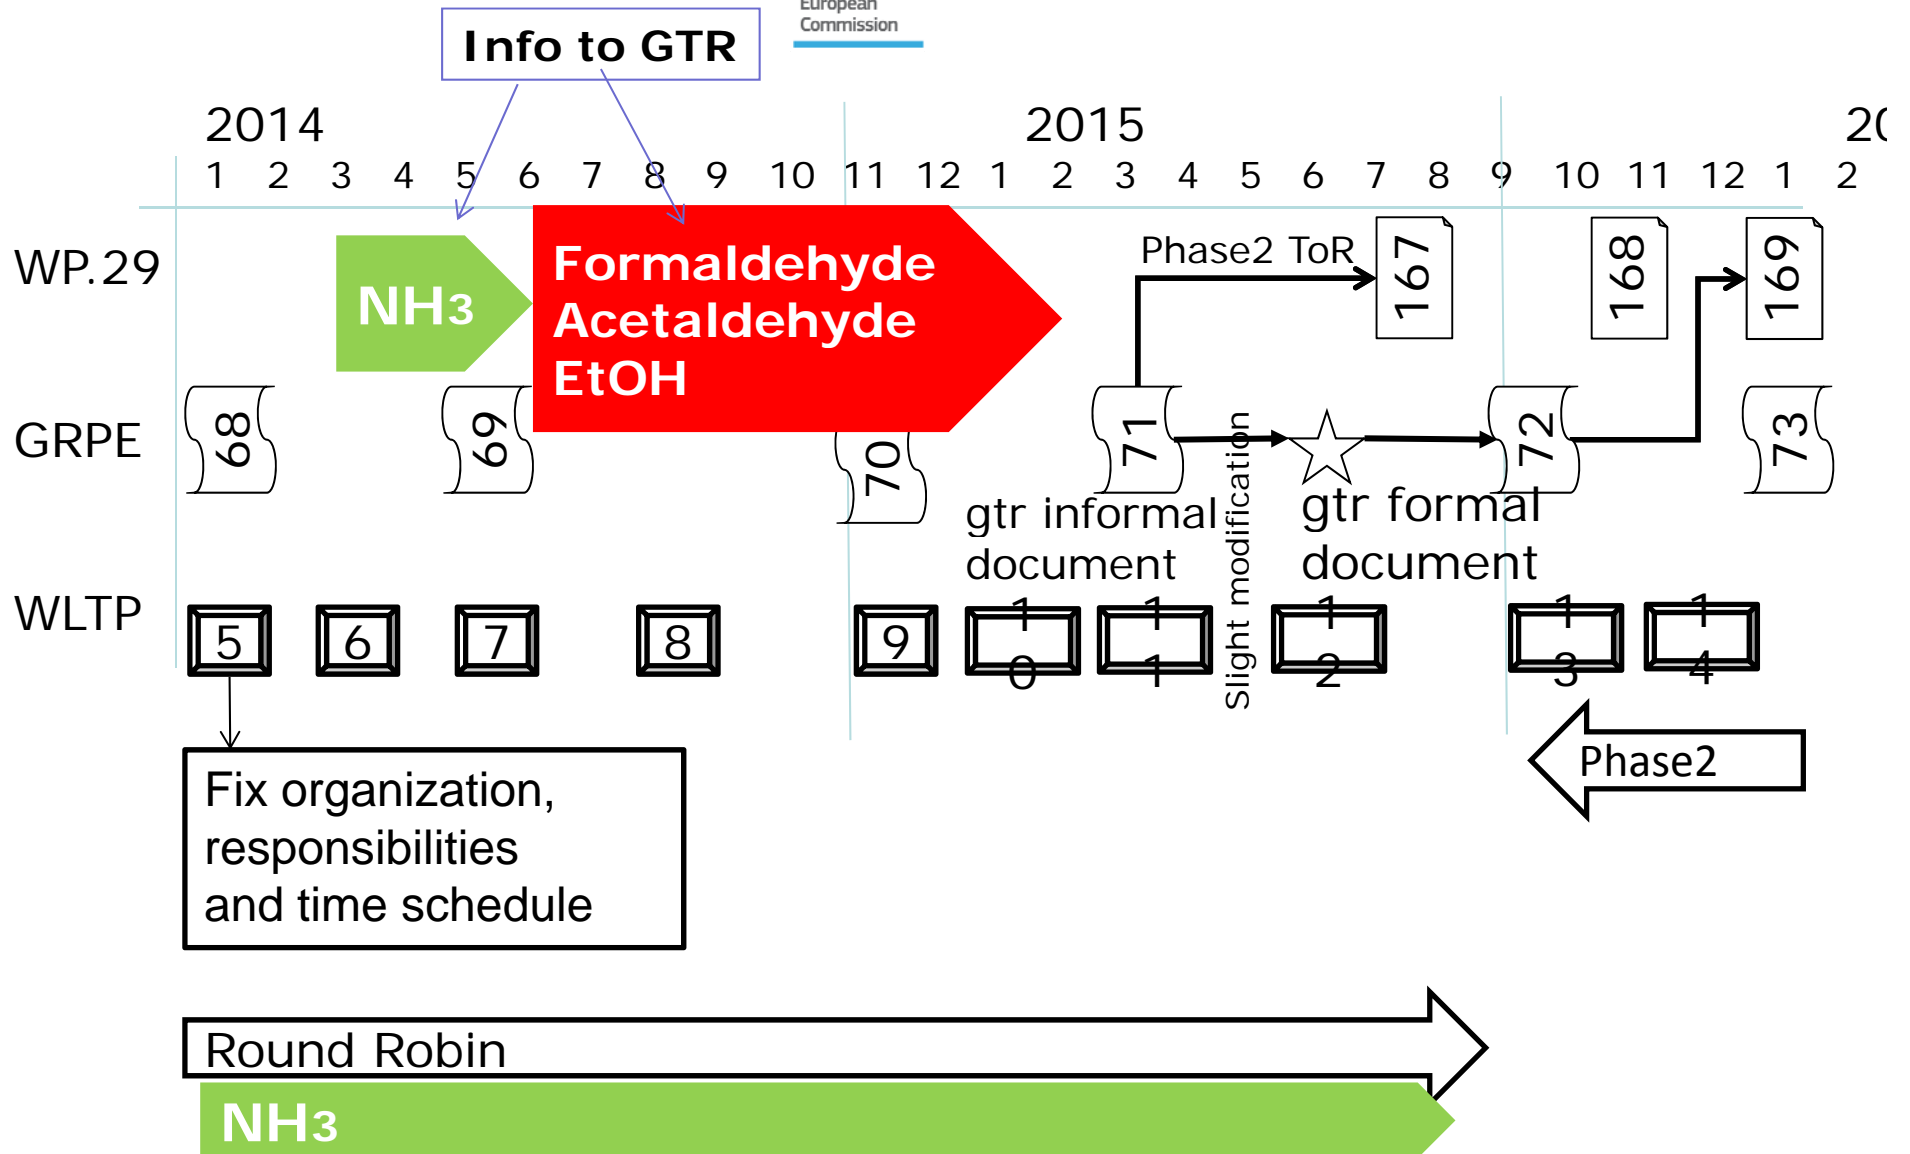 European
Commission
Info to GTR
2014 2015 20
1 2 3 4 5 6 7 8 9 10 11 12 1 2 3 4 5 6 7 8 9 10 11 12 1 2
WP.29
NH3
Formaldehyde
Acetaldehyde
EtOH
Phase2 ToR
167
168
169
GRPE
68
69
70
71
72
73
gtr informal
document
Slight modification
gtr formal
document
WLTP
5
6
7
8
9
10
11
12
13
14
Phase2
Fix organization,
responsibilities
and time schedule
Round Robin
NH3